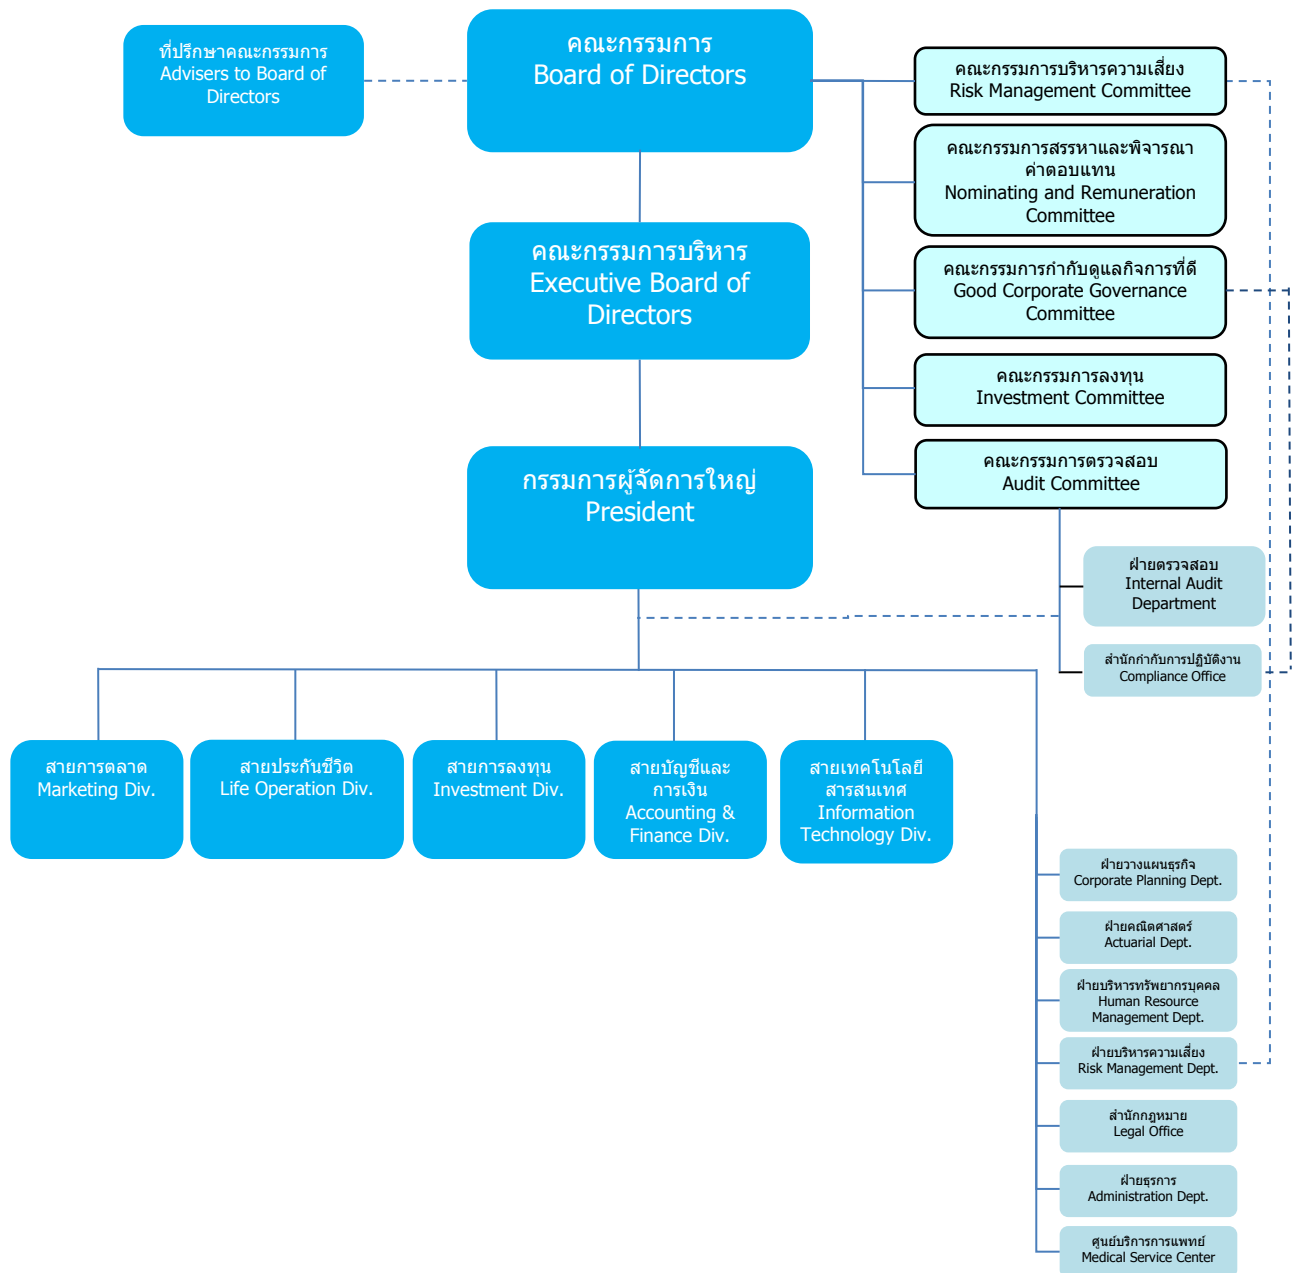 ที่ปรึกษาคณะกรรมการ
Advisers to Board of
Directors
คณะกรรมการ
Board of Directors
คณะกรรมการบริหารความเสี่ยง
Risk Management Committee
คณะกรรมการสรรหาและพิจารณา
ค่าตอบแทน
Nominating and Remuneration
Committee
คณะกรรมการบริหาร
Executive Board of
Directors
คณะกรรมการกำกับดูแลกิจการที่ดี
Good Corporate Governance
Committee
คณะกรรมการลงทุน
Investment Committee
คณะกรรมการตรวจสอบ
Audit Committee
กรรมการผู้จัดการใหญ่
President
ฝ่ายตรวจสอบ
Internal Audit
Department
สำนักกำกับการปฏิบัติงาน
Compliance Office
สายการตลาด
Marketing Div.
สายประกันชีวิต
Life Operation Div.
สายการลงทุน
Investment Div.
สายบัญชีและ
การเงิน
Accounting &
Finance Div.
สายเทคโนโลยี
สารสนเทศ
Information
Technology Div.
ฝ่ายวางแผนธุรกิจ
Corporate Planning Dept.
ฝ่ายคณิตศาสตร์
Actuarial Dept.
ฝ่ายบริหารทรัพยากรบุคคล
Human Resource
Management Dept.
ฝ่ายบริหารความเสี่ยง
Risk Management Dept.
สำนักกฎหมาย
Legal Office
ฝ่ายธุรการ
Administration Dept.
ศูนย์บริการการแพทย์
Medical Service Center